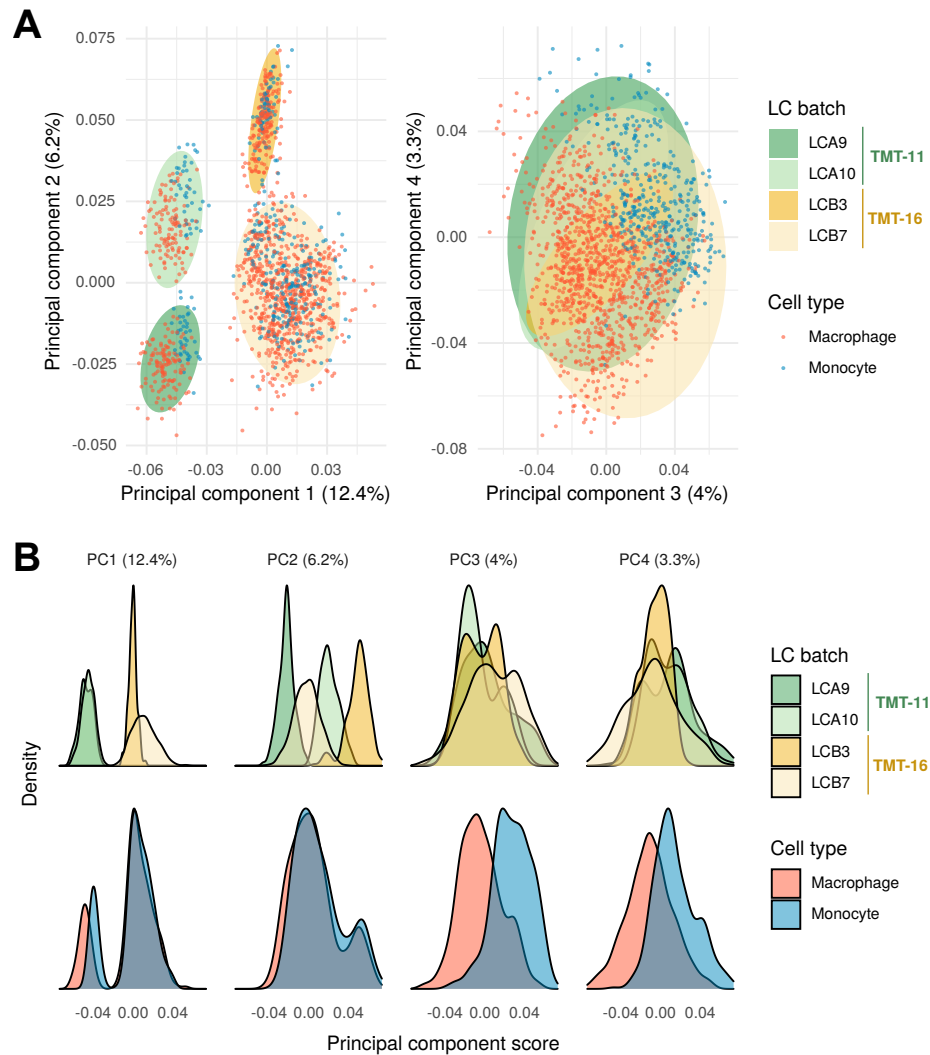 A
Principal component 2 (6.2%)
0.075
0.050
0.025
0.000
-0.025
-0.050
-0.06 -0.03 0.00 0.03
Principal component 1 (12.4%)
Principal component 4 (3.3%)
0.04
0.00
-0.04
-0.08
-0.04 0.00 0.04
Principal component 3 (4%)
LC batch
LCA9
LCA10
TMT-11
LCB3
LCB7
TMT-16
Cell type
Macrophage
Monocyte
B
PC1 (12.4%) PC2 (6.2%) PC3 (4%) PC4 (3.3%)
Density
-0.04 0.00 0.04 -0.04 0.00 0.04 -0.04 0.00 0.04 -0.04 0.00 0.04
Principal component score
LC batch
LCA9
LCA10
TMT-11
LCB3
LCB7
TMT-16
Cell type
Macrophage
Monocyte